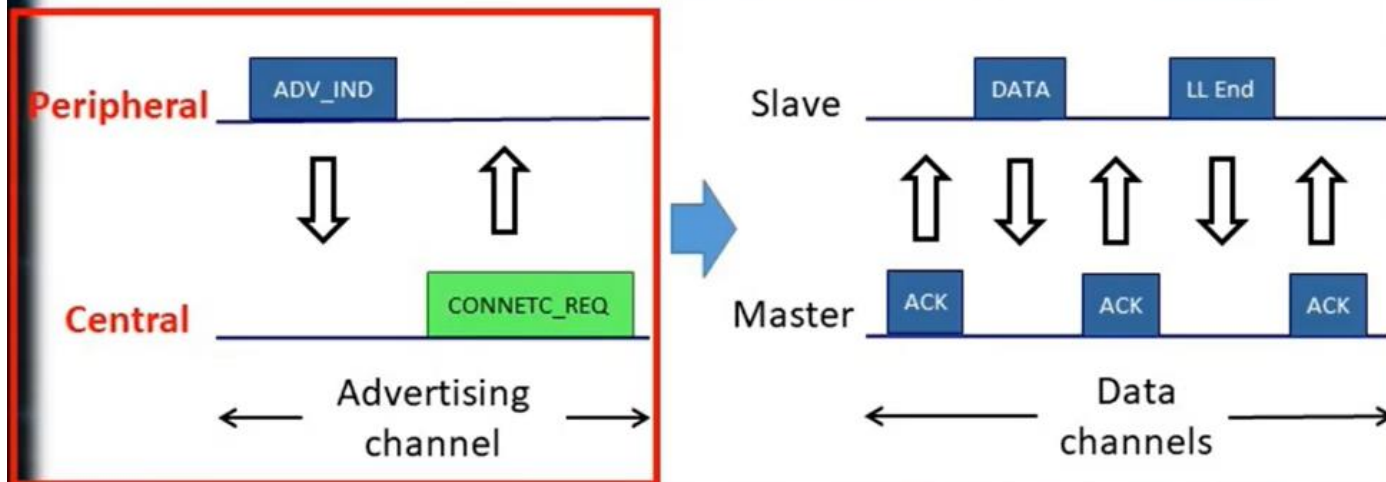 Peripheral
ADV_IND
Central
CONNETC_REQ
Advertising
channel
Slave
DATA
LL End
Master
ACK
ACK
ACK
Data
channels